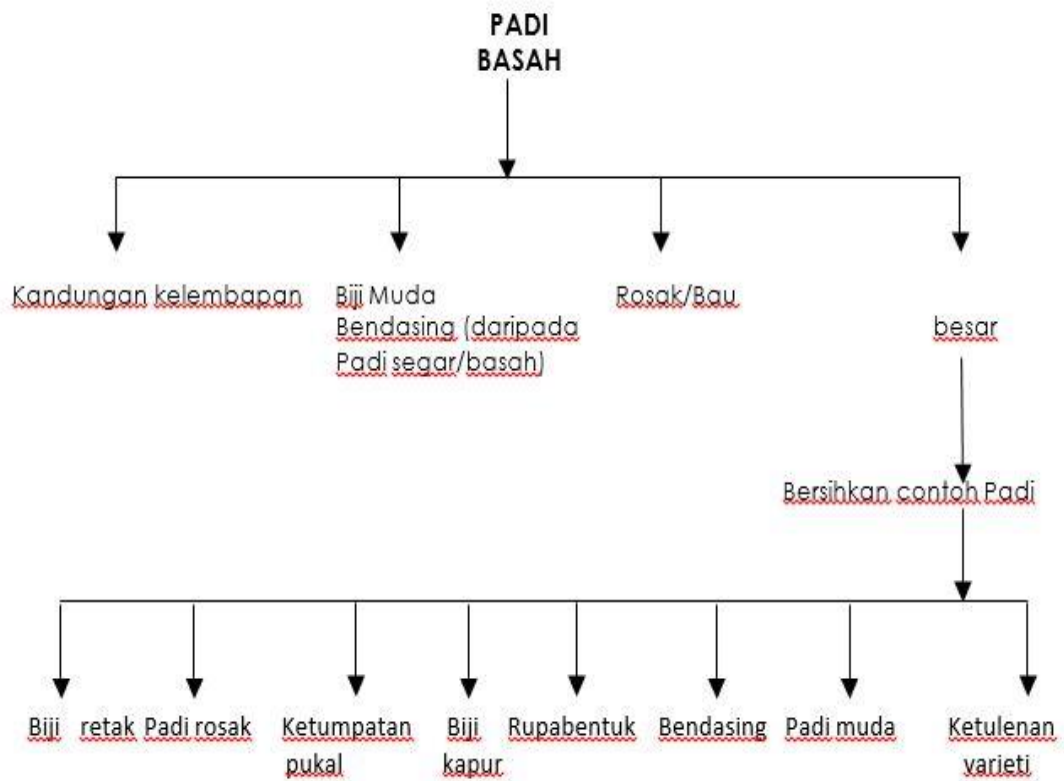 PADI
BASAH
Kandungan kelembapan
Biji Muda
Bendasing (daripada
Padi segar/basah)
Rosak/Bau
besar
Bersihkan contoh Padi
Biji retak
Padi rosak
Ketumpatan
pukal
Biji
kapur
Rupabentuk
Bendasing
Padi muda
Ketulenan
varieti